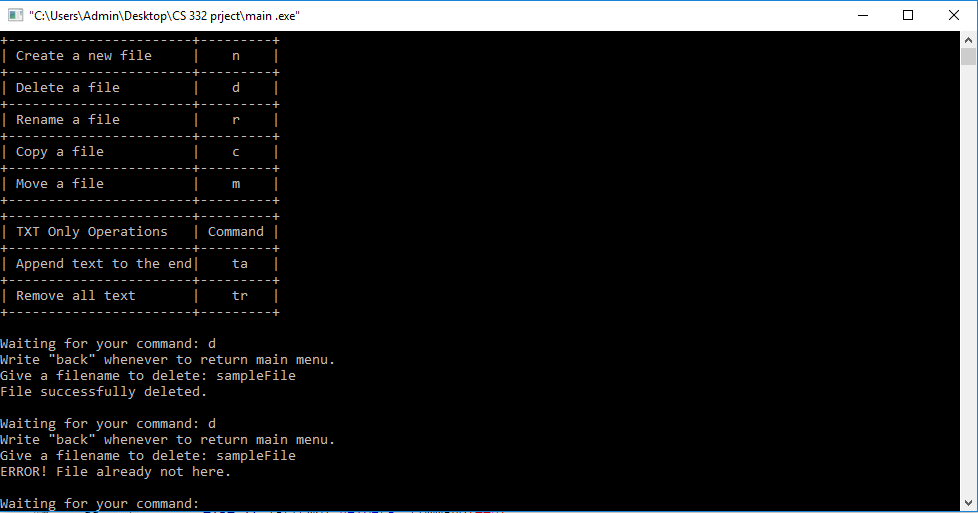 "C:\Users\Admin\Desktop\CS 332 prject\main .exe"
+-----------------------+---------+
| Create a new file     |    n    |
+-----------------------+---------+
| Delete a file         |    d    |
+-----------------------+---------+
| Rename a file         |    r    |
+-----------------------+---------+
| Copy a file           |    c    |
+-----------------------+---------+
| Move a file           |    m    |
+-----------------------+---------+
+-----------------------+---------+
| TXT Only Operations   | Command |
+-----------------------+---------+
| Append text to the end|    ta   |
+-----------------------+---------+
| Remove all text       |    tr   |
+-----------------------+---------+
Waiting for your command: d
Write "back" whenever to return main menu.
Give a filename to delete: sampleFile
File successfully deleted.
Waiting for your command: d
Write "back" whenever to return main menu.
Give a filename to delete: sampleFile
ERROR! File already not here.
Waiting for your command: